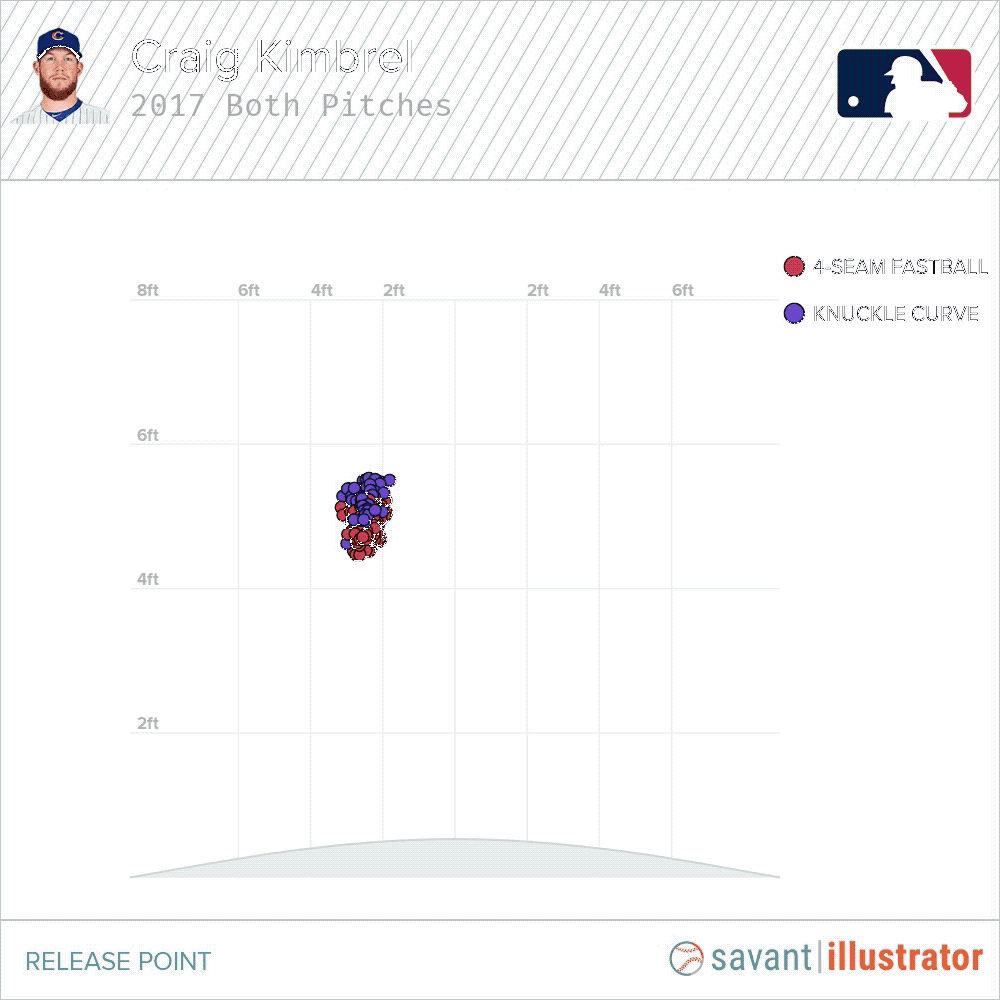 Craig Kimbrel
2017 Both Pitches
4-SEAM FASTBALL
8ft 6ft 4ft 2ft 2ft 4ft 6ft
KNUCKLE CURVE
6ft
4ft
2ft
RELEASE POINT
savant|illustrator